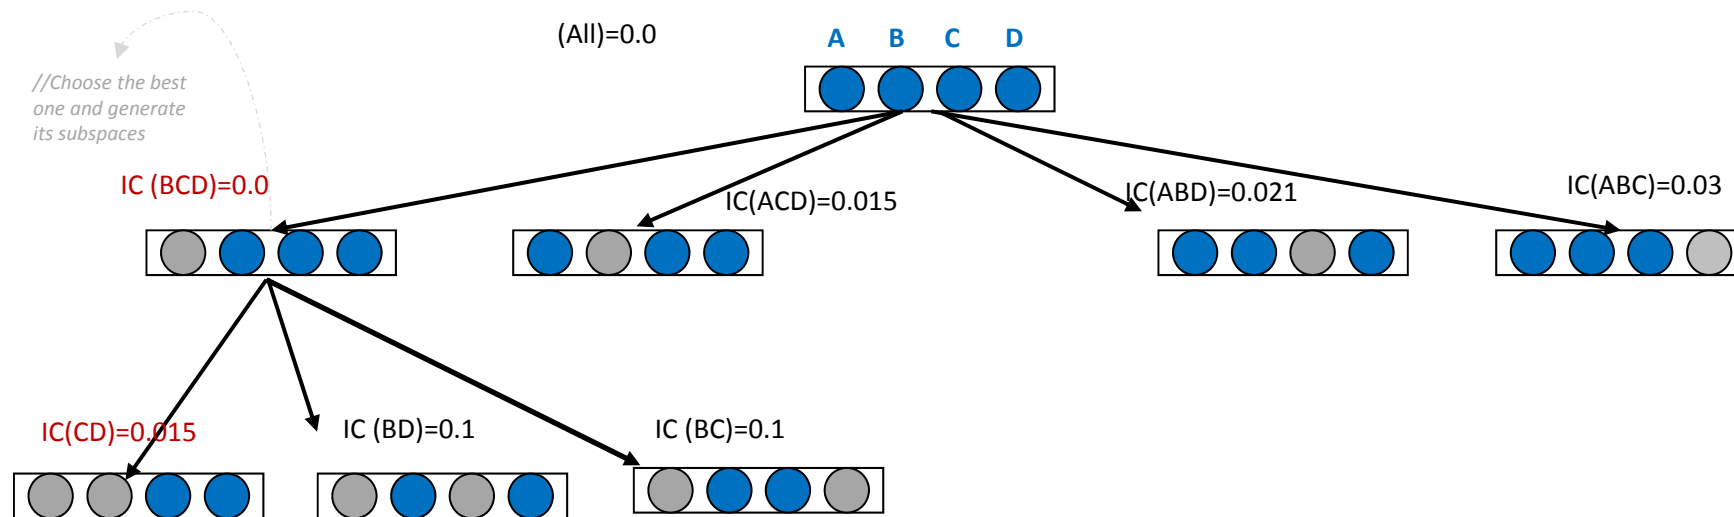 (All)=0.0
A B C D
//Choose the best
one and generate
its subspaces
IC (BCD)=0.0
IC(ACD)=0.015
IC(ABD)=0.021
IC(ABC)=0.03
IC(CD)=0.015
IC (BD)=0.1
IC (BC)=0.1